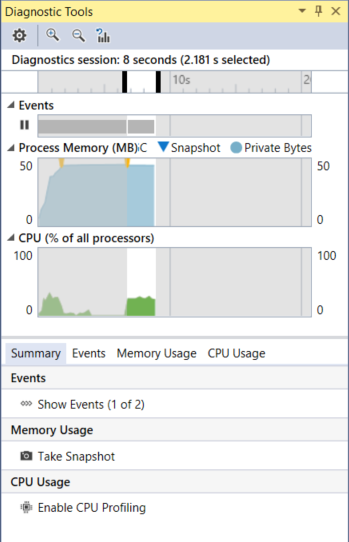 Diagnostic Tools
Diagnostics session: 8 seconds (2.181 s selected)
10s
2
Events
Process Memory (MB) C Snapshot Private Bytes
50 50
0 0
CPU (% of all processors)
100 100
0 0
Summary Events Memory Usage CPU Usage
Events
Show Events (1 of 2)
Memory Usage
Take Snapshot
CPU Usage
Enable CPU Profiling